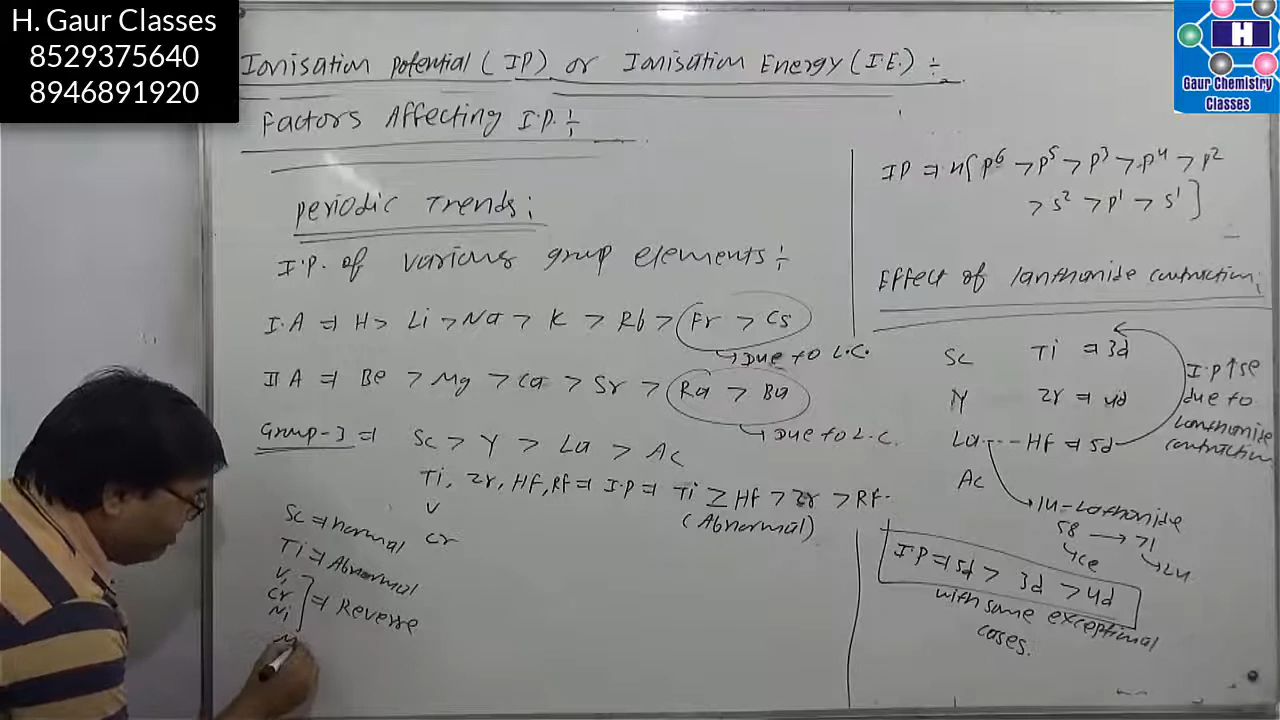 H. Gaur Classes
8529375640
8946891920
H
Gaur Chemistry
Classes
Ionisation potential (IP) or Ionisation Energy (I.E.) ÷
Factors Affecting I.P. ÷
Periodic Trends:
I.P. of various group elements ÷
I.A ⇒ H > Li > Na > K > Rb > Fr > Cs
↳ Due to L.C.
II A ⇒ Be > Mg > Ca > Sr > Ra > Ba
↳ Due to L.C.
Group-3 ⇒ Sc > Y > La > Ac
Ti, Zr, Hf, Rf ⇒ I.P ⇒ Ti ≥ Hf > Zr > Rf.
(Abnormal)
V
Cr
Sc ⇒ normal
Ti ⇒ Abnormal
V,
Cr
Ni
⇒ Reverse
IP ⇒ n[ p⁶ > p⁵ > p³ > p⁴ > p²
> s² > p¹ > s¹ ]
Effect of lanthanide contraction:
Sc Ti ⇒ 3d
Y Zr ⇒ 4d
La --- Hf ⇒ 5d
Ac
I.P ↑se
due to
Lanthanide
contraction
14-Lathonide
58 → 71
↳ Ce ↳ Lu
IP ⇒ 5d > 3d > 4d
with some exceptional
cases.